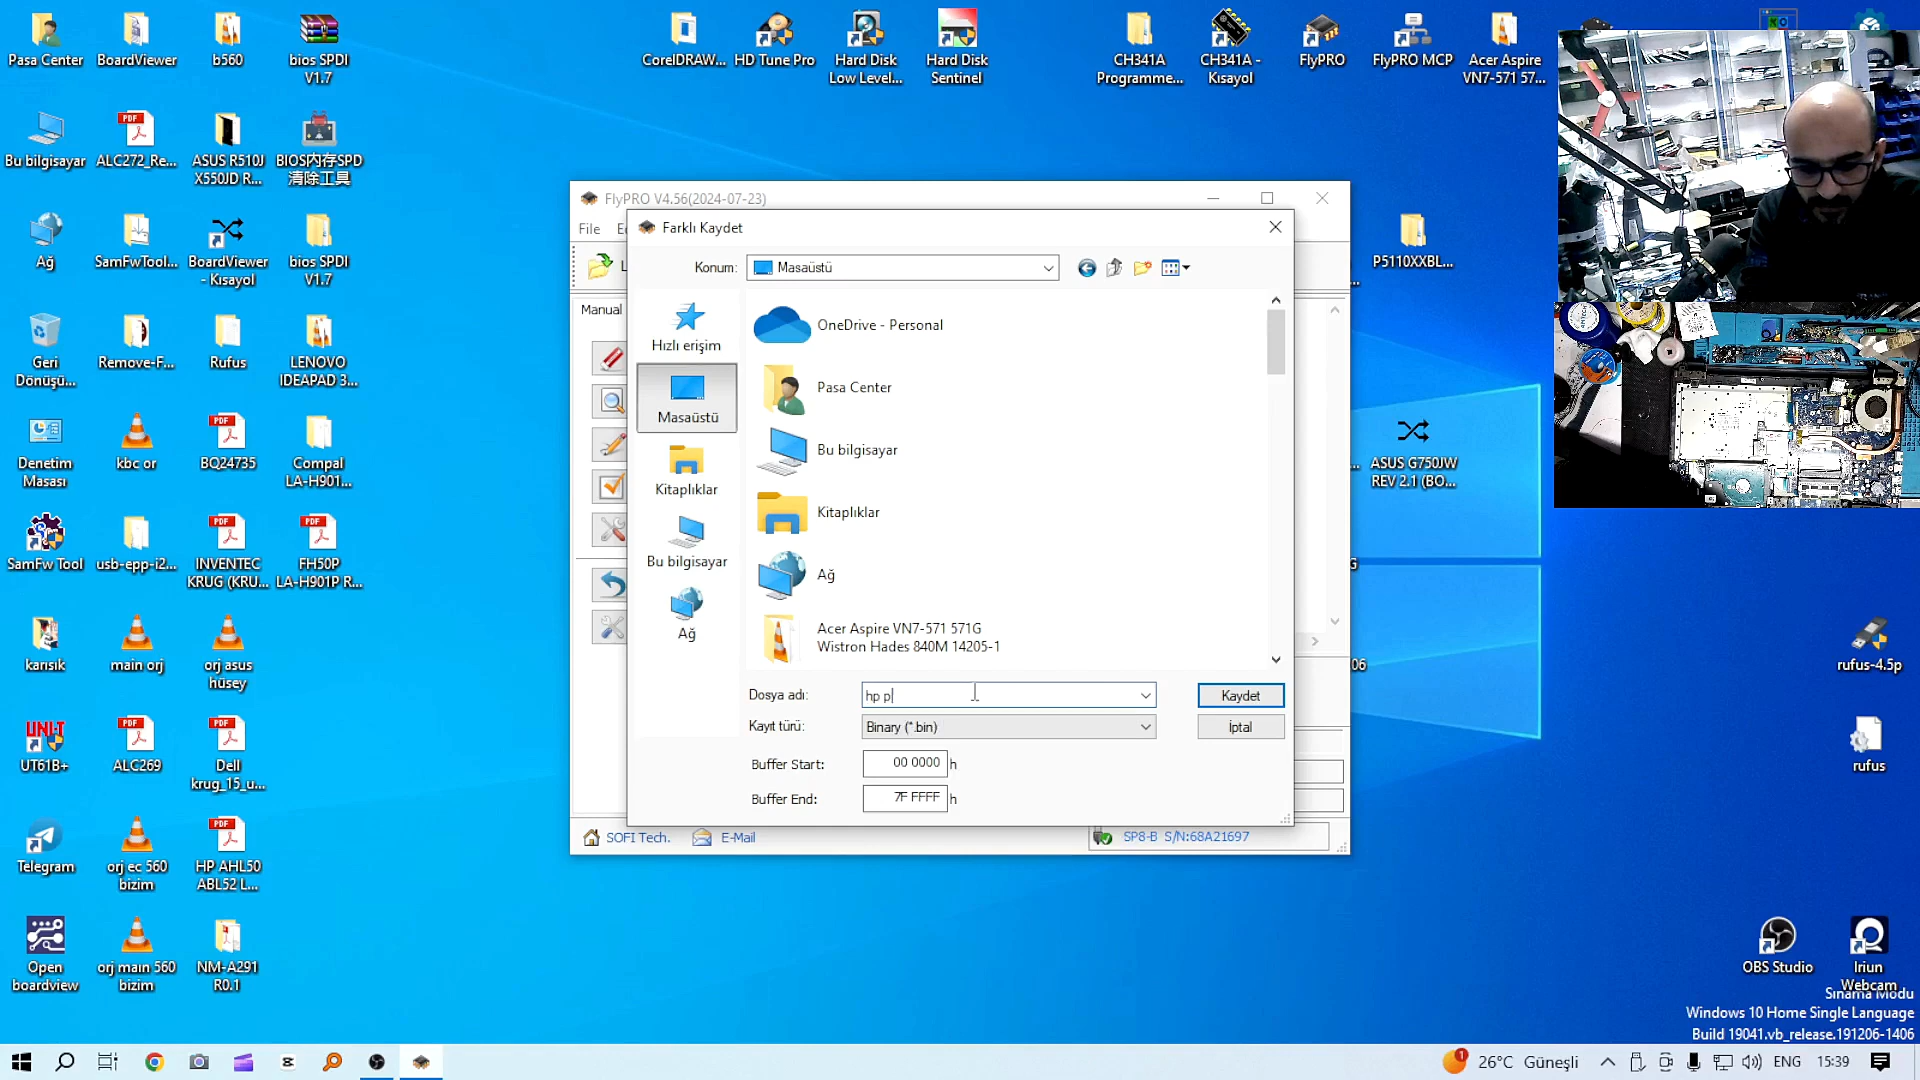 Pasa Center
BoardViewer
b560
bios SPDI
V1.7
CorelDRAW...
HD Tune Pro
Hard Disk
Low Level...
Hard Disk
Sentinel
CH341A
Programme...
CH341A -
Kısayol
FlyPRO
FlyPRO MCP
Acer Aspire
VN7-571 57...
Bu bilgisayar
ALC272_Re...
ASUS R510J
X550JD R...
BIOS内存SPD
清除工具
Ağ
SamFwTool...
BoardViewer
- Kısayol
bios SPDI
V1.7
P5110XXBL...
Geri
Dönüşü...
Remove-F...
Rufus
LENOVO
IDEAPAD 3...
Denetim
Masası
kbc or
BQ24735
Compal
LA-H901...
ASUS G750JW
REV 2.1 (BO...
SamFw Tool
usb-epp-i2...
INVENTEC
KRUG (KRU...
FH50P
LA-H901P R...
karısık
maın orj
orj asus
hüsey
rufus-4.5p
UNI-T
UT61B+
ALC269
Dell
krug_15_u...
rufus
Telegram
orj ec 560
bizim
HP AHL50
ABL52 L...
Open
boardview
orj maın 560
bizim
NM-A291
R0.1
OBS Studio
Iriun
Webcam
FlyPRO V4.56(2024-07-23)
File
Manual
Farklı Kaydet
Konum:
Masaüstü
Hızlı erişim
Masaüstü
Kitaplıklar
Bu bilgisayar
Ağ
OneDrive - Personal
Pasa Center
Bu bilgisayar
Kitaplıklar
Ağ
Acer Aspire VN7-571 571G
Wistron Hades 840M 14205-1
Dosya adı:
hp p
Kaydet
Kayıt türü:
Binary (*.bin)
İptal
Buffer Start:
00 0000 h
Buffer End:
7F FFFF h
SOFI Tech.
E-Mail
SP8-B S/N:68A21697
Sınama Modu
Windows 10 Home Single Language
Build 19041.vb_release.191206-1406
1
26°C Güneşli
ENG
15:39